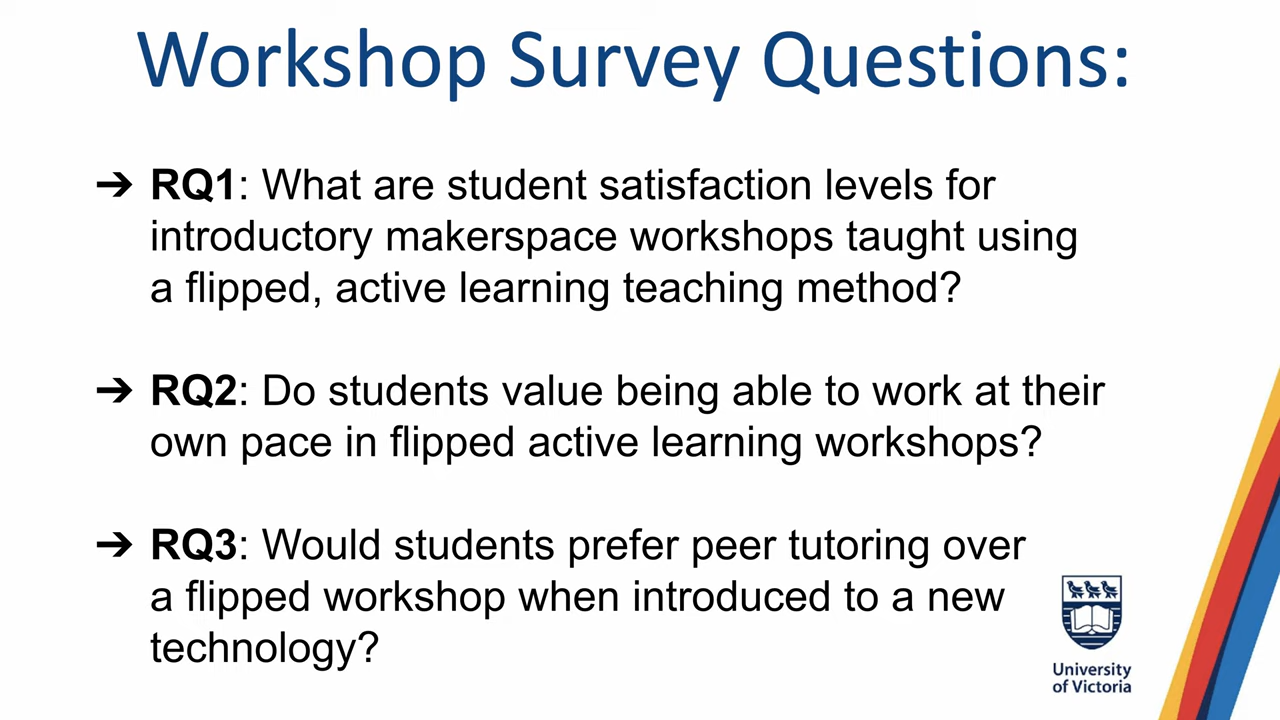 Workshop Survey Questions:
➔ RQ1: What are student satisfaction levels for
introductory makerspace workshops taught using
a flipped, active learning teaching method?
➔ RQ2: Do students value being able to work at their
own pace in flipped active learning workshops?
➔ RQ3: Would students prefer peer tutoring over
a flipped workshop when introduced to a new
technology?
University
of Victoria